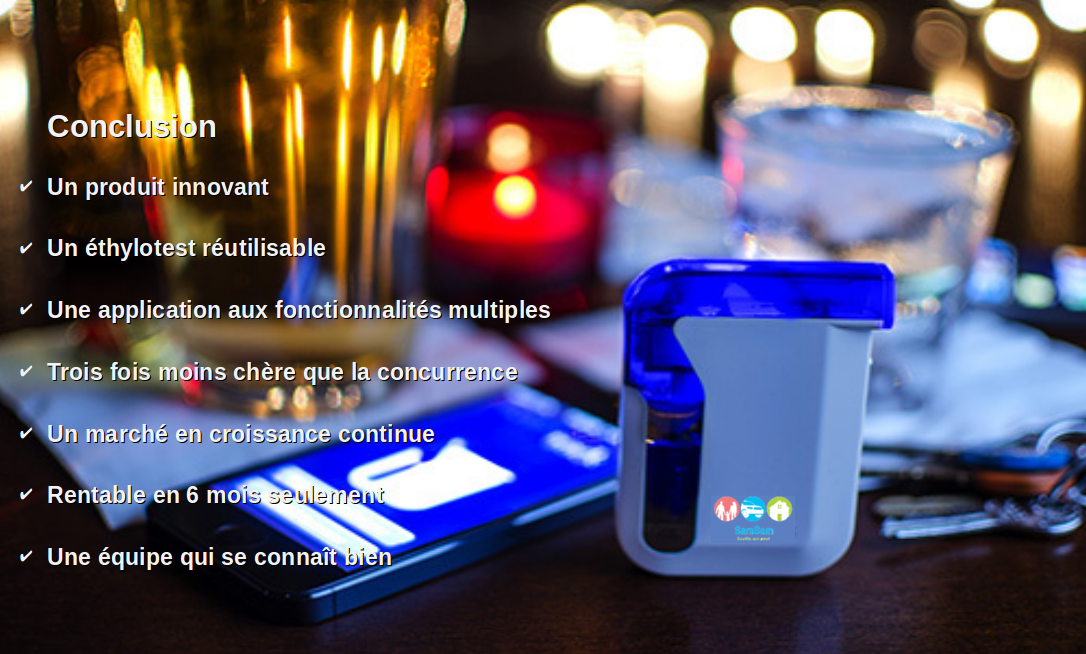 Conclusion
✔ Un produit innovant
✔ Un éthylotest réutilisable
✔ Une application aux fonctionnalités multiples
✔ Trois fois moins chère que la concurrence
✔ Un marché en croissance continue
✔ Rentable en 6 mois seulement
✔ Une équipe qui se connaît bien